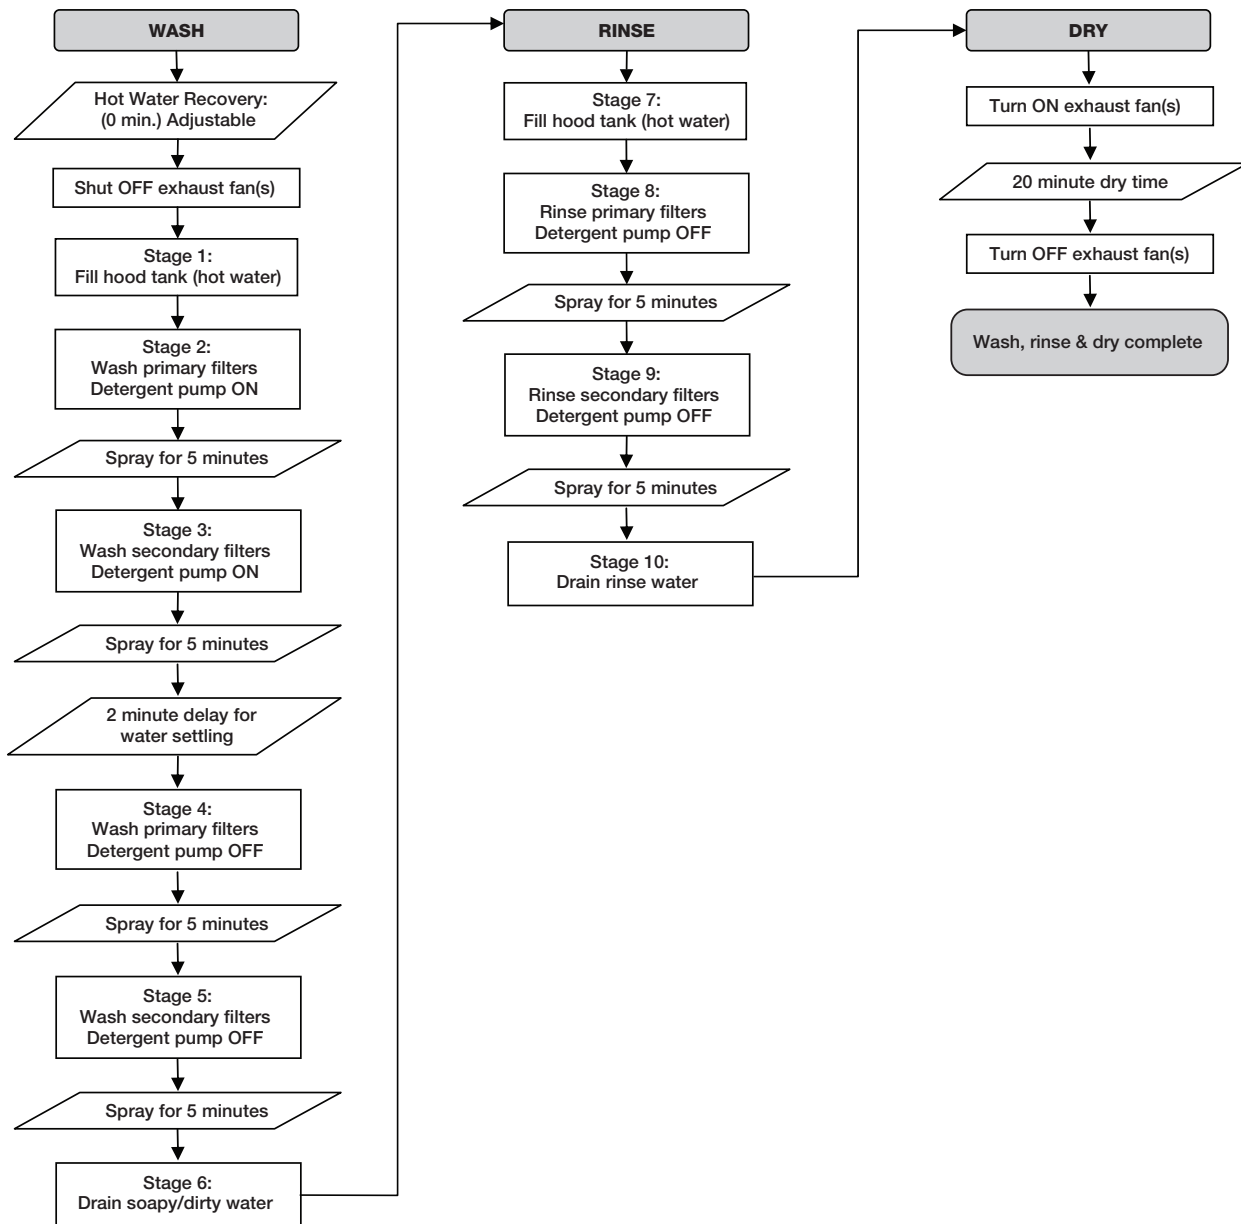 WASH
Hot Water Recovery:
(0 min.) Adjustable
Shut OFF exhaust fan(s)
Stage 1:
Fill hood tank (hot water)
Stage 2:
Wash primary filters
Detergent pump ON
Spray for 5 minutes
Stage 3:
Wash secondary filters
Detergent pump ON
Spray for 5 minutes
2 minute delay for
water settling
Stage 4:
Wash primary filters
Detergent pump OFF
Spray for 5 minutes
Stage 5:
Wash secondary filters
Detergent pump OFF
Spray for 5 minutes
Stage 6:
Drain soapy/dirty water
RINSE
Stage 7:
Fill hood tank (hot water)
Stage 8:
Rinse primary filters
Detergent pump OFF
Spray for 5 minutes
Stage 9:
Rinse secondary filters
Detergent pump OFF
Spray for 5 minutes
Stage 10:
Drain rinse water
DRY
Turn ON exhaust fan(s)
20 minute dry time
Turn OFF exhaust fan(s)
Wash, rinse & dry complete